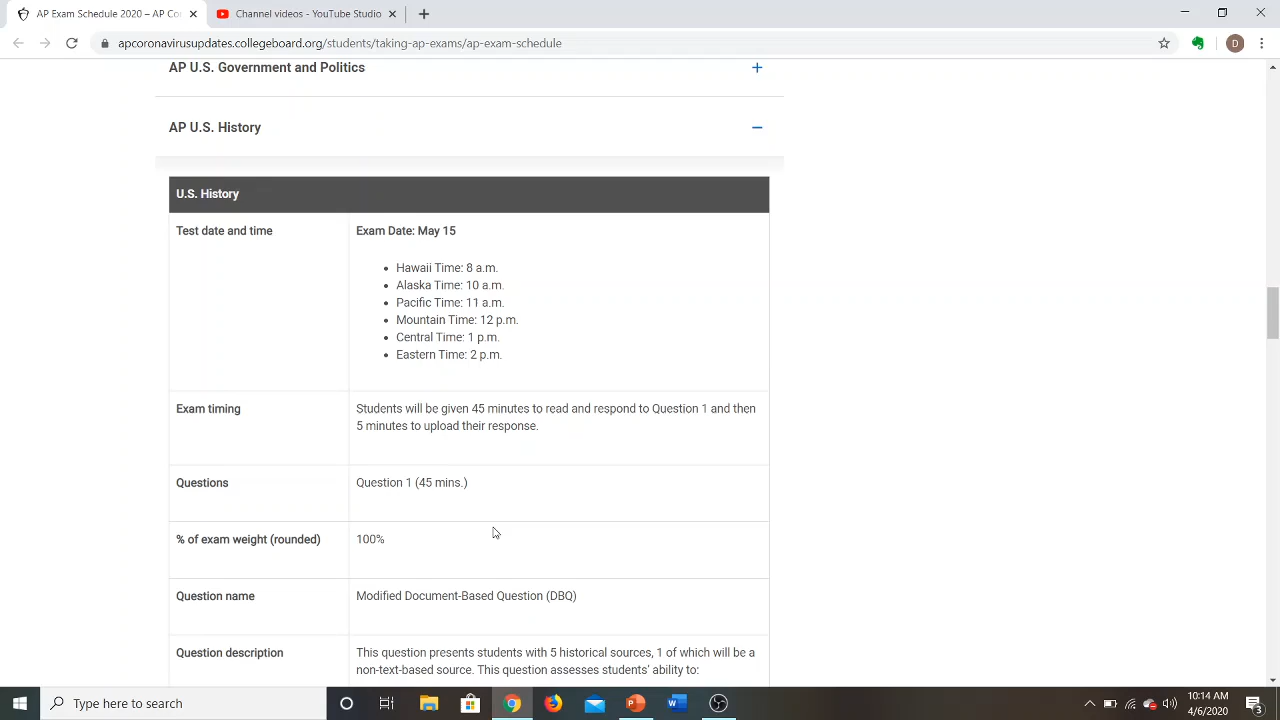 AP Exam Schedule 2020 – AP Co
Channel videos - YouTube Studio
apcoronavirusupdates.collegeboard.org/students/taking-ap-exams/ap-exam-schedule
D
AP U.S. Government and Politics
AP U.S. History
U.S. History
Test date and time
Exam Date: May 15
Hawaii Time: 8 a.m.
Alaska Time: 10 a.m.
Pacific Time: 11 a.m.
Mountain Time: 12 p.m.
Central Time: 1 p.m.
Eastern Time: 2 p.m.
Exam timing
Students will be given 45 minutes to read and respond to Question 1 and then
5 minutes to upload their response.
Questions
Question 1 (45 mins.)
% of exam weight (rounded)
100%
Question name
Modified Document-Based Question (DBQ)
Question description
This question presents students with 5 historical sources, 1 of which will be a
non-text-based source. This question assesses students' ability to:
Type here to search
10:14 AM
4/6/2020
3